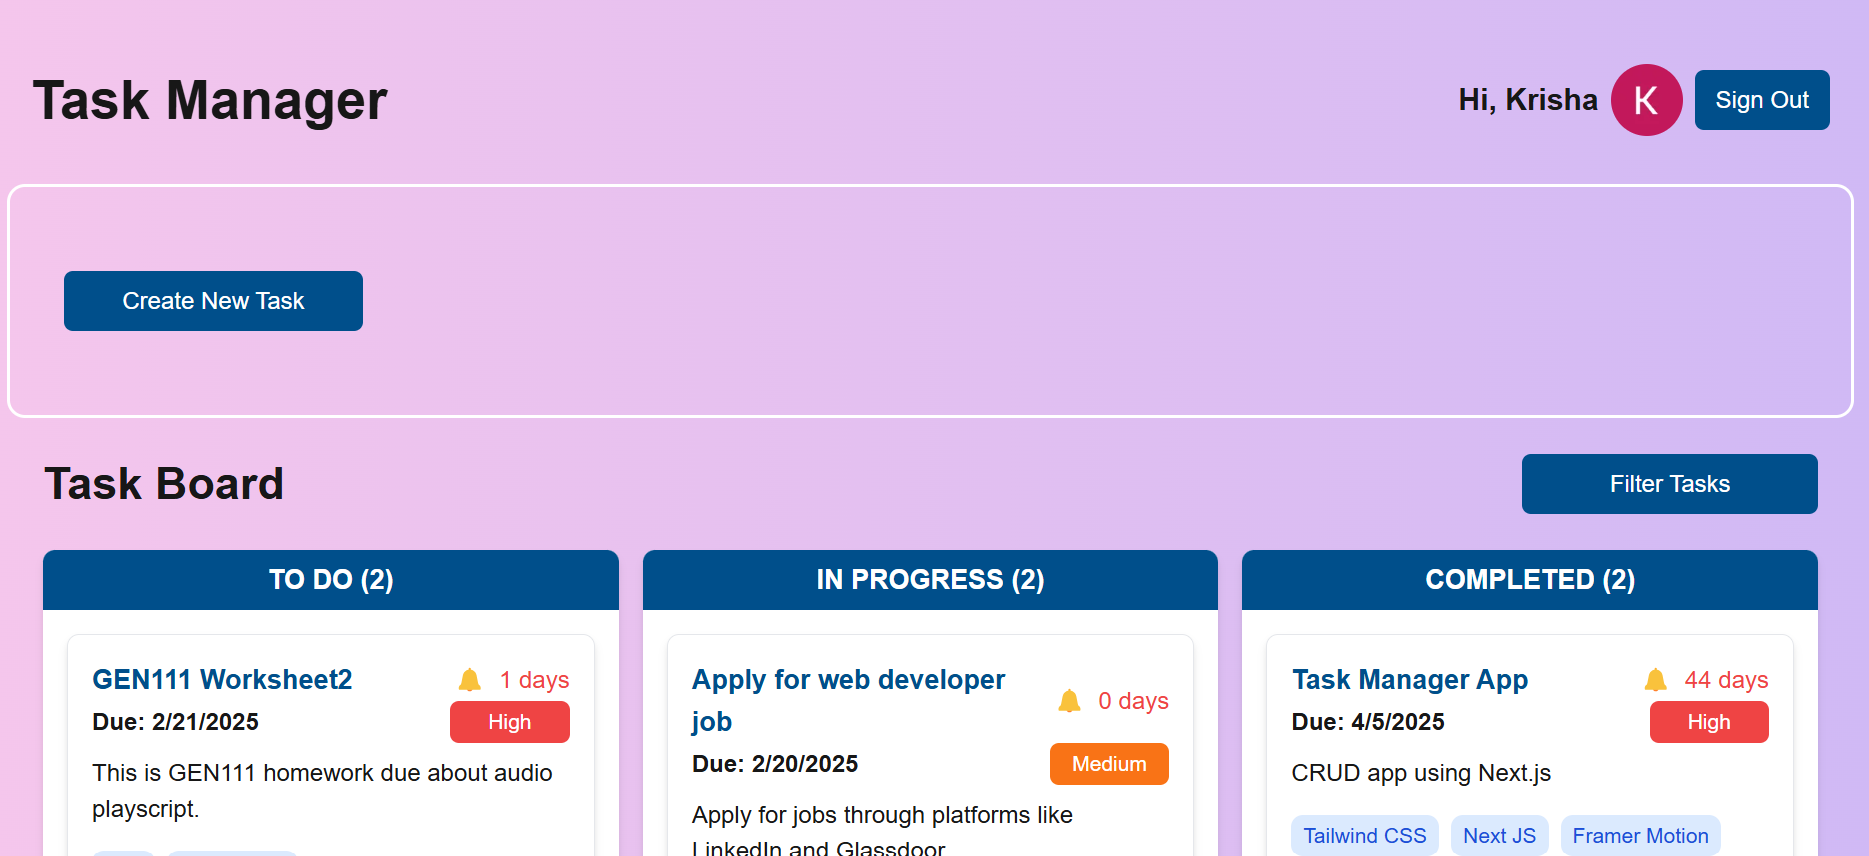 Task Manager
Hi, Krisha
K
Sign Out
Create New Task
Task Board
Filter Tasks
TO DO (2)
GEN111 Worksheet2
1 days
Due: 2/21/2025
High
This is GEN111 homework due about audio
playscript.
IN PROGRESS (2)
Apply for web developer
job
0 days
Due: 2/20/2025
Medium
Apply for jobs through platforms like
LinkedIn and Glassdoor
COMPLETED (2)
Task Manager App
44 days
Due: 4/5/2025
High
CRUD app using Next.js
Tailwind CSS
Next JS
Framer Motion